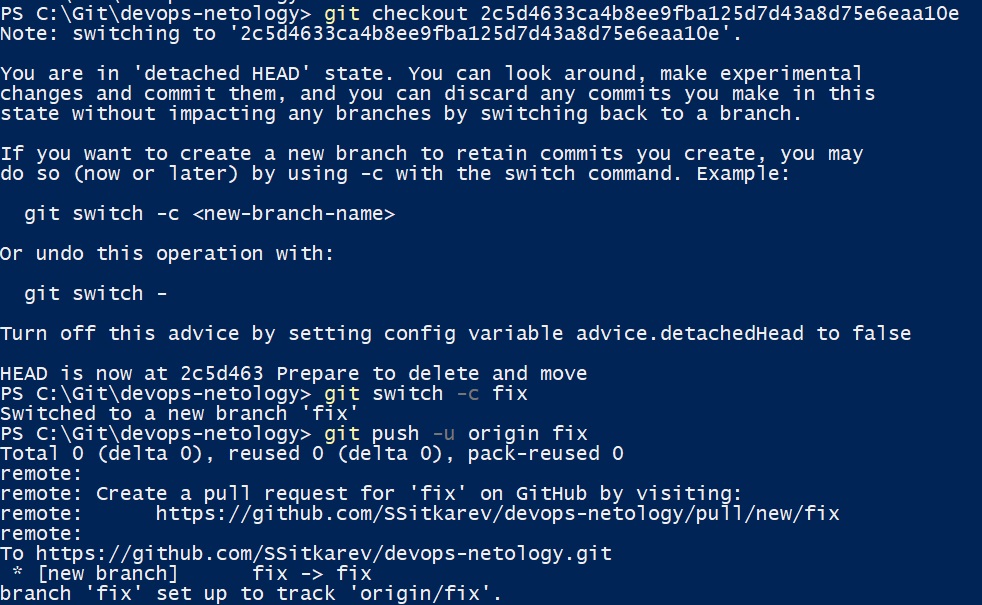 PS C:\Git\devops-netology> git checkout 2c5d4633ca4b8ee9fba125d7d43a8d75e6eaa10e
Note: switching to '2c5d4633ca4b8ee9fba125d7d43a8d75e6eaa10e'.

You are in 'detached HEAD' state. You can look around, make experimental
changes and commit them, and you can discard any commits you make in this
state without impacting any branches by switching back to a branch.

If you want to create a new branch to retain commits you create, you may
do so (now or later) by using -c with the switch command. Example:

  git switch -c <new-branch-name>

Or undo this operation with:

  git switch -

Turn off this advice by setting config variable advice.detachedHead to false

HEAD is now at 2c5d463 Prepare to delete and move
PS C:\Git\devops-netology> git switch -c fix
Switched to a new branch 'fix'
PS C:\Git\devops-netology> git push -u origin fix
Total 0 (delta 0), reused 0 (delta 0), pack-reused 0
remote:
remote: Create a pull request for 'fix' on GitHub by visiting:
remote:      https://github.com/SSitkarev/devops-netology/pull/new/fix
remote:
To https://github.com/SSitkarev/devops-netology.git
 * [new branch]      fix -> fix
branch 'fix' set up to track 'origin/fix'.